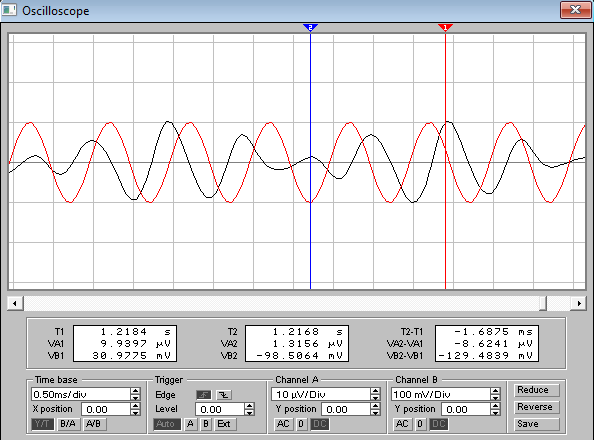 Oscilloscope
2 1
T1 1.2184 s T2 1.2168 s T2-T1 -1.6875 ms
VA1 9.9397 µV VA2 1.3156 µV VA2-VA1 -8.6241 µV
VB1 30.9775 mV VB2 -98.5064 mV VB2-VB1 -129.4839 mV
Time base Trigger Channel A Channel B Reduce
0.50ms/div Edge 10 µV/Div 100 mV/Div Reverse
X position 0.00 Level 0.00 Y position 0.00 Y position 0.00
Y/T B/A A/B Auto A B Ext AC 0 DC AC 0 DC Save